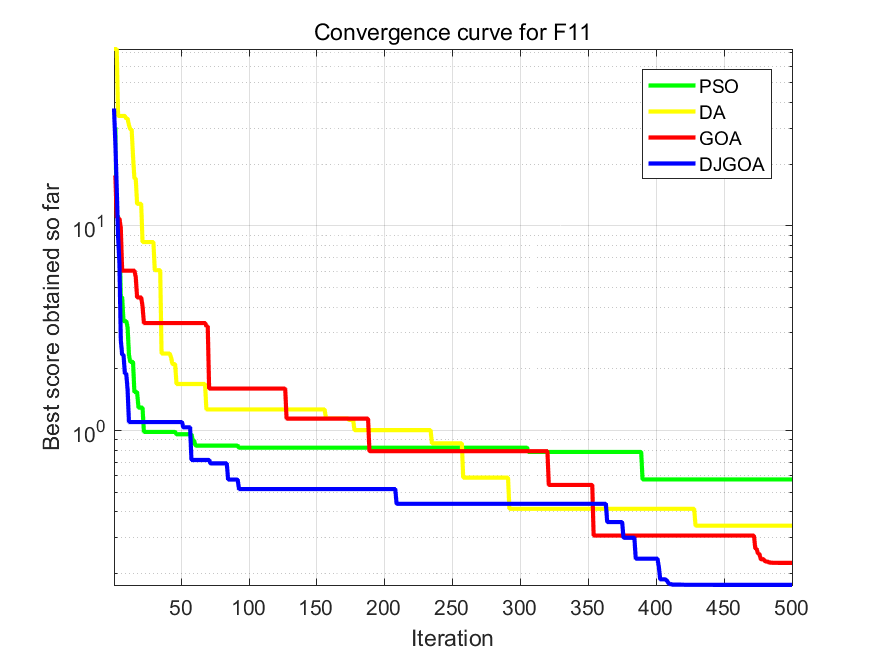 Convergence curve for F11
Best score obtained so far
10^1
10^0
PSO
DA
GOA
DJGOA
50 100 150 200 250 300 350 400 450 500
Iteration